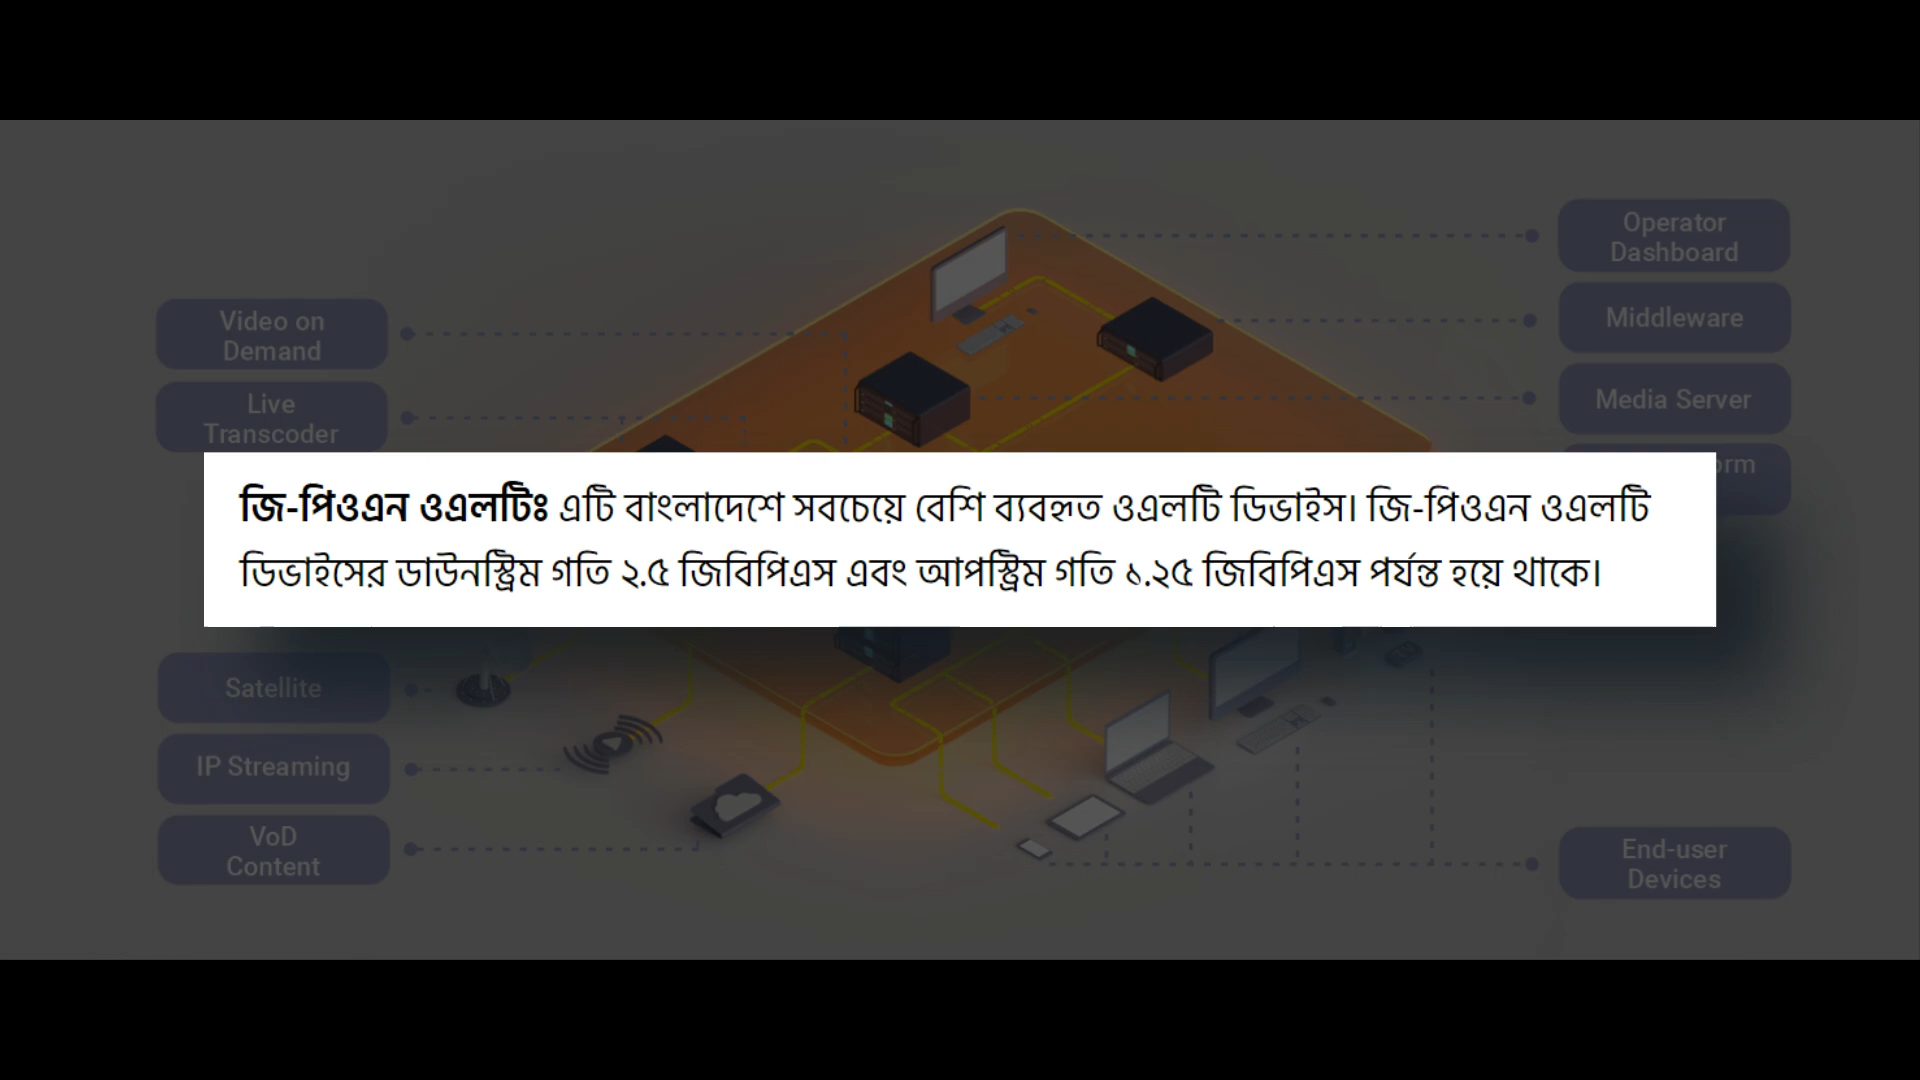 Operator
Dashboard
Video on
Demand
Middleware
Live
Transcoder
Media Server
জি-পিওএন ওএলটিঃ এটি বাংলাদেশে সবচেয়ে বেশি ব্যবহৃত ওএলটি ডিভাইস। জি-পিওএন ওএলটি
ডিভাইসের ডাউনস্ট্রিম গতি ২.৫ জিবিপিএস এবং আপস্ট্রিম গতি ১.২৫ জিবিপিএস পর্যন্ত হয়ে থাকে।
Satellite
IP Streaming
VoD
Content
End-user
Devices